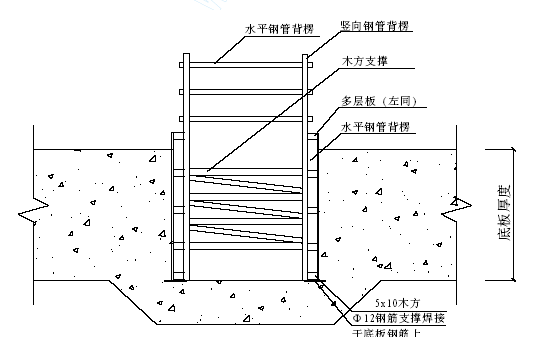 水平钢管背楞
竖向钢管背楞
木方支撑
多层板（左同）
水平钢管背楞
底板厚度
5x10木方
Φ12钢筋支撑焊接
于底板钢筋上